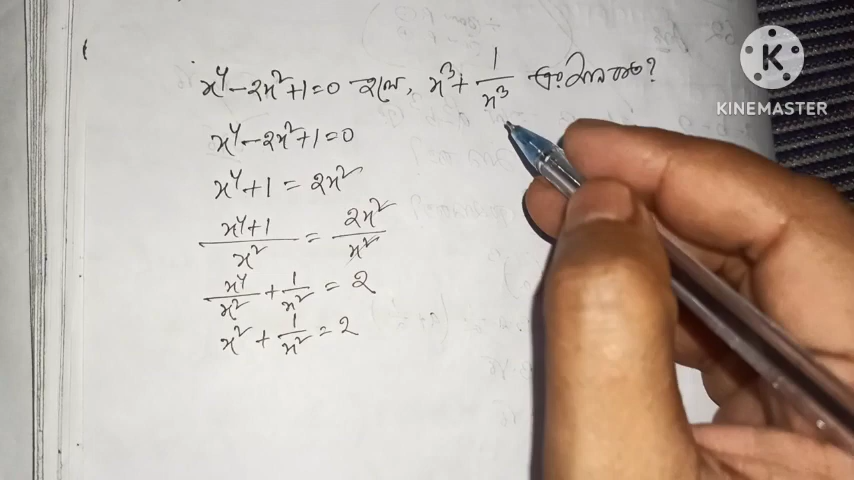 x⁴ - 2x² + 1 = 0 হলে, x³ + 1/x³ এর মান কত?
x⁴ - 2x² + 1 = 0
x⁴ + 1 = 2x²
(x⁴ + 1)/x² = 2x²/x²
x⁴/x² + 1/x² = 2
x² + 1/x² = 2
K
KINEMASTER